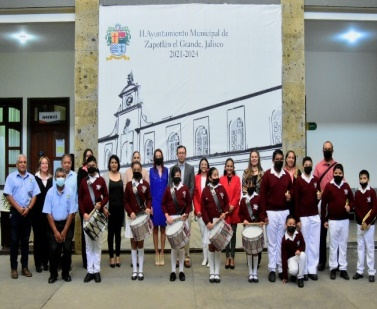 H. Ayuntamiento Municipal de
Zapotlán el Grande, Jalisco
2021-2024